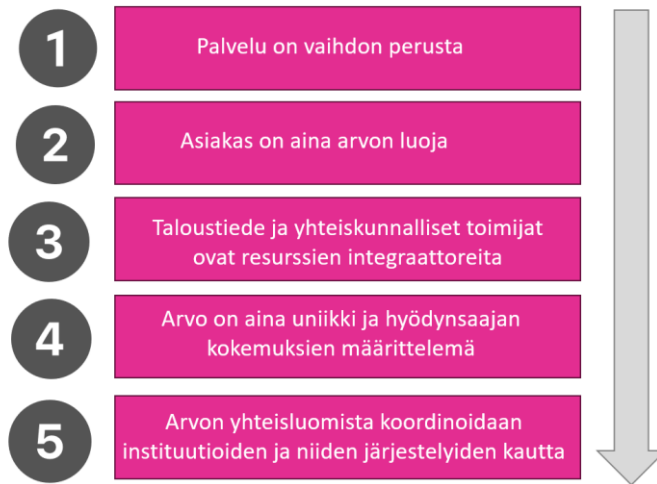 1
Palvelu on vaihdon perusta
2
Asiakas on aina arvon luoja
3
Taloustiede ja yhteiskunnalliset toimijat
ovat resurssien integraattoreita
4
Arvo on aina uniikki ja hyödynsaajan
kokemuksien määrittelemä
5
Arvon yhteisluomista koordinoidaan
instituutioiden ja niiden järjestelyiden kautta